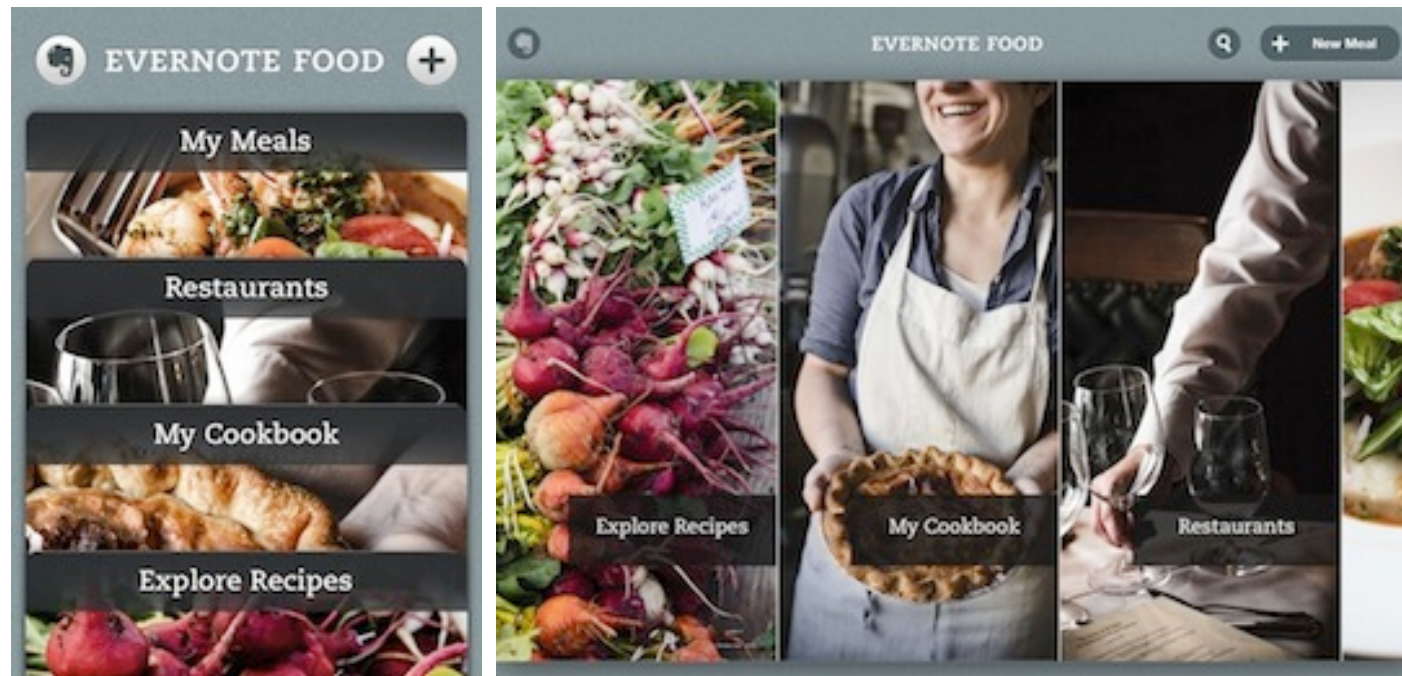 EVERNOTE FOOD
My Meals
Restaurants
My Cookbook
Explore Recipes
EVERNOTE FOOD
New Meal
Explore Recipes
My Cookbook
Restaurants